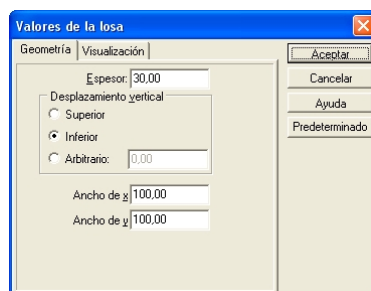 Valores de la losa
Geometría Visualización
Aceptar
Espesor: 30,00
Cancelar
Desplazamiento vertical
Ayuda
Superior
Predeterminado
Inferior
Arbitrario: 0,00
Ancho de x 100,00
Ancho de y 100,00